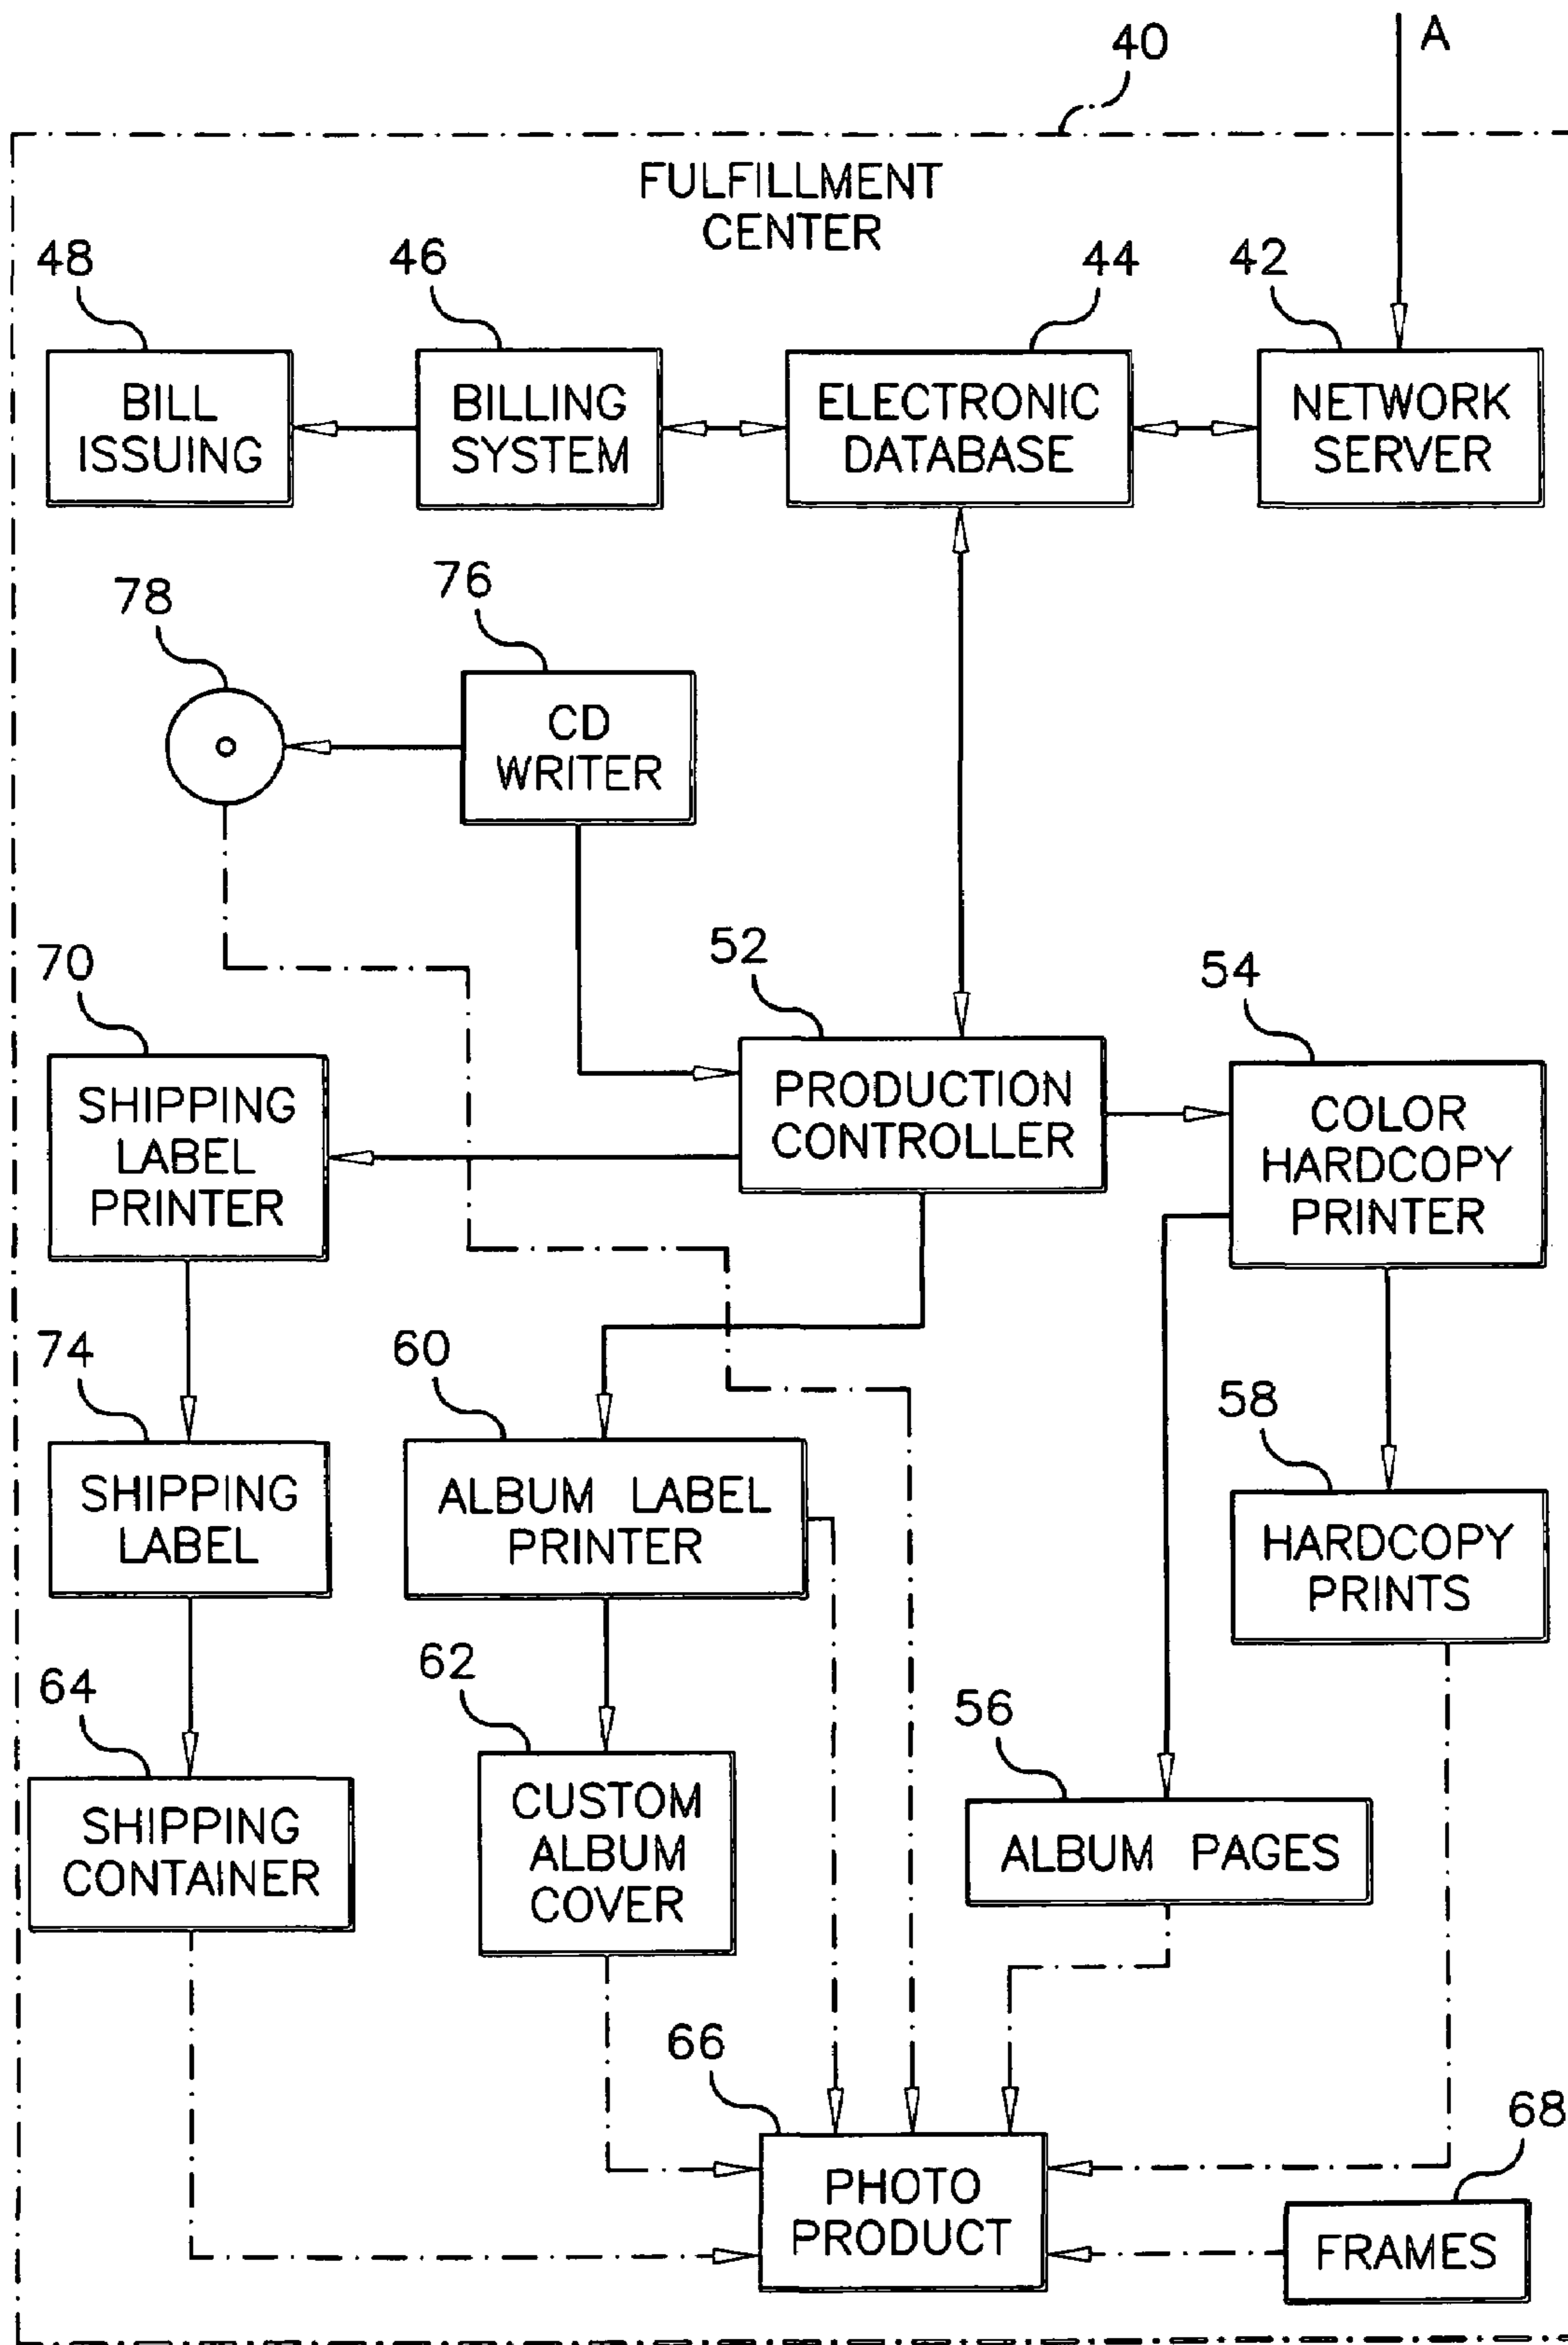 40
A
FULFILLMENT
CENTER
48
46
44
42
BILL
ISSUING
BILLING
SYSTEM
ELECTRONIC
DATABASE
NETWORK
SERVER
78
76
CD
WRITER
70
52
54
SHIPPING
LABEL
PRINTER
PRODUCTION
CONTROLLER
COLOR
HARDCOPY
PRINTER
74
60
58
SHIPPING
LABEL
ALBUM LABEL
PRINTER
HARDCOPY
PRINTS
64
62
56
SHIPPING
CONTAINER
CUSTOM
ALBUM
COVER
ALBUM PAGES
66
68
PHOTO
PRODUCT
FRAMES